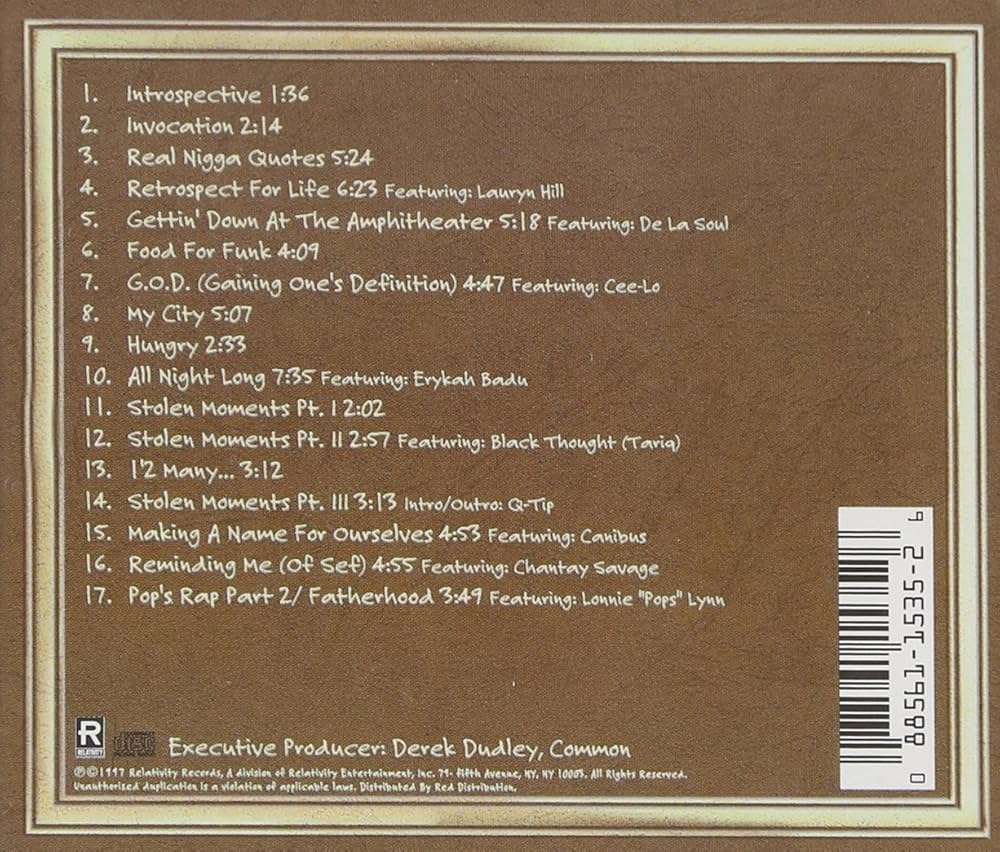 1. Introspective 1:36
2. Invocation 2:14
3. Real Nigga Quotes 5:24
4. Retrospect For Life 6:23 Featuring: Lauryn Hill
5. Gettin' Down At The Amphitheater 5:18 Featuring: De La Soul
6. Food For Funk 4:09
7. G.O.D. (Gaining One's Definition) 4:47 Featuring: Cee-Lo
8. My City 5:07
9. Hungry 2:33
10. All Night Long 7:35 Featuring: Erykah Badu
11. Stolen Moments Pt. I 2:02
12. Stolen Moments Pt. II 2:57 Featuring: Black Thought (Tariq)
13. 1'2 Many... 3:12
14. Stolen Moments Pt. III 3:13 Intro/Outro: Q-Tip
15. Making A Name For Ourselves 4:53 Featuring: Canibus
16. Reminding Me (Of Sef) 4:55 Featuring: Chantay Savage
17. Pop's Rap Part 2/ Fatherhood 3:49 Featuring: Lonnie "Pops" Lynn
0 88561-1535-2 6
R
RELATIVITY
COMPACT
disc
DIGITAL AUDIO
Executive Producer: Derek Dudley, Common
℗©1997 Relativity Records, A division of Relativity Entertainment, Inc. 79- fifth Avenue, NY, NY 10003. All Rights Reserved.
Unauthorized duplication is a violation of applicable laws. Distributed By Red Distribution.